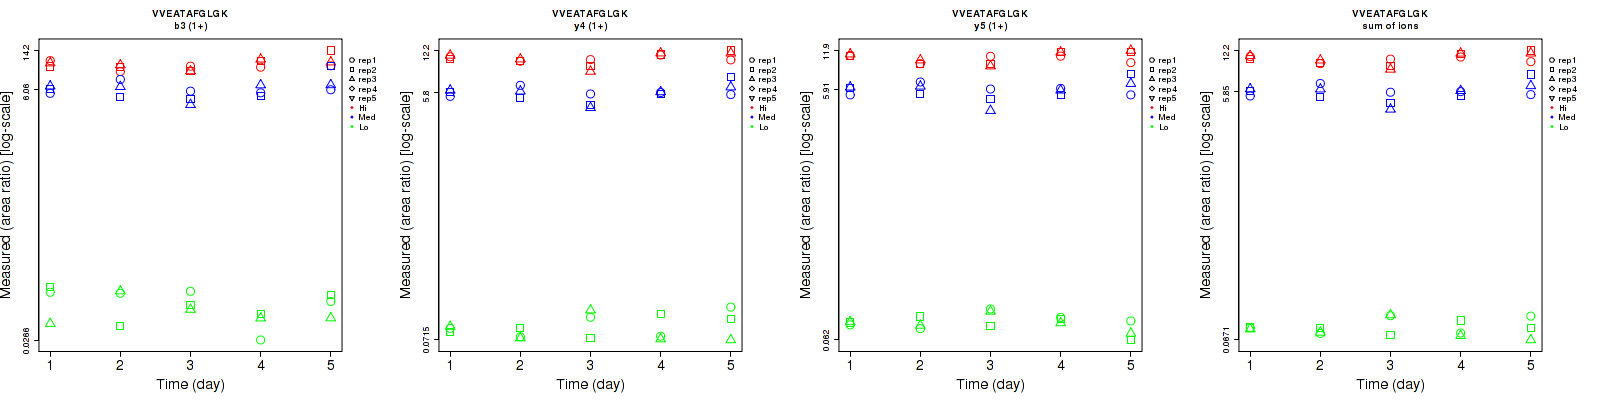 VVEATAFGLGK
b3 (1+)
Measured (area ratio) [log-scale]
14.2
6.06
0.0266
1 2 3 4 5
Time (day)
rep1
rep2
rep3
rep4
rep5
Hi
Med
Lo
VVEATAFGLGK
y4 (1+)
Measured (area ratio) [log-scale]
12.2
5.8
0.0715
1 2 3 4 5
Time (day)
rep1
rep2
rep3
rep4
rep5
Hi
Med
Lo
VVEATAFGLGK
y5 (1+)
Measured (area ratio) [log-scale]
11.9
5.91
0.062
1 2 3 4 5
Time (day)
rep1
rep2
rep3
rep4
rep5
Hi
Med
Lo
VVEATAFGLGK
sum of ions
Measured (area ratio) [log-scale]
12.2
5.85
0.0671
1 2 3 4 5
Time (day)
rep1
rep2
rep3
rep4
rep5
Hi
Med
Lo